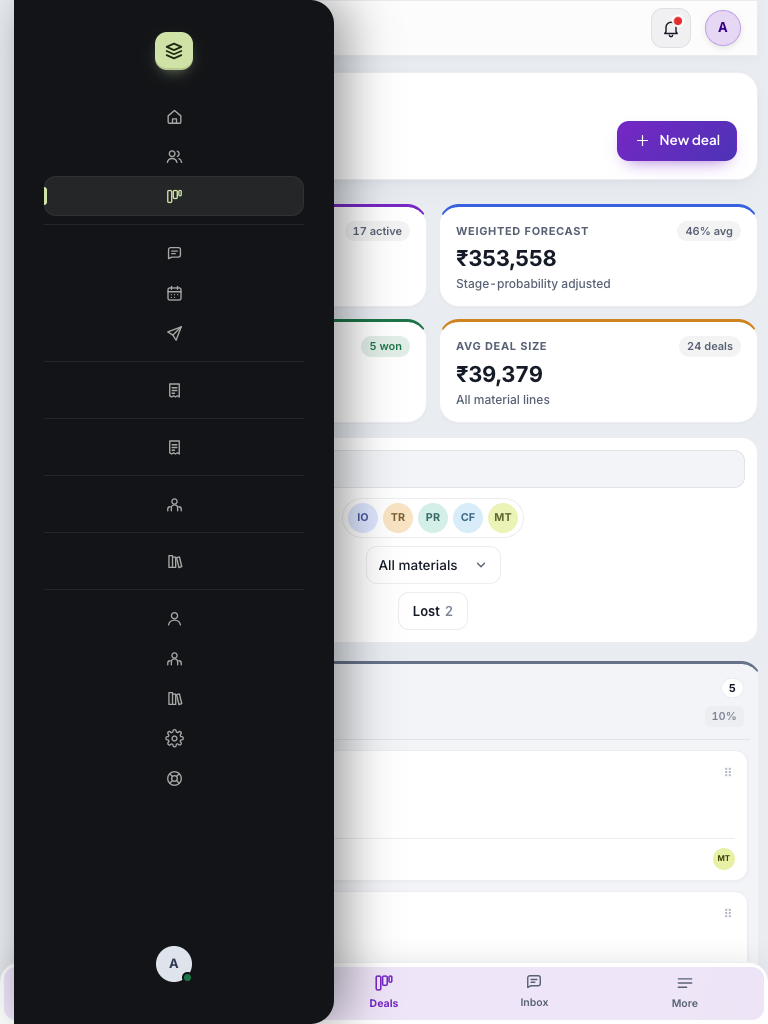 A
New deal
17 active
WEIGHTED FORECAST
46% avg
₹353,558
Stage-probability adjusted
5 won
AVG DEAL SIZE
24 deals
₹39,379
All material lines
IO
TR
PR
CF
MT
All materials
Lost 2
5
10%
MT
A
Deals
Inbox
More